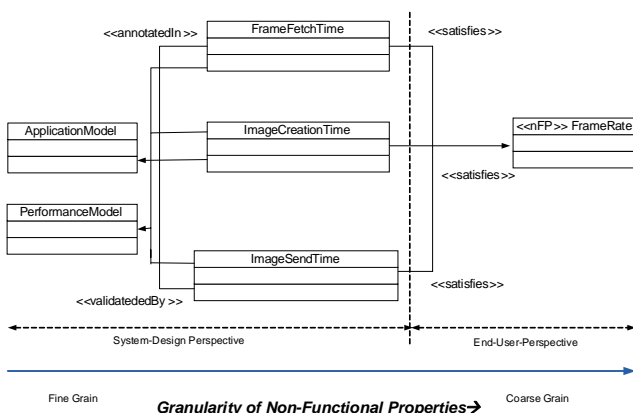 <<annotatedIn >>
FrameFetchTime
<<satisfies>>
ApplicationModel
ImageCreationTime
<<nFP>> FrameRate
<<satisfies>>
PerformanceModel
ImageSendTime
<<satisfies>>
<<validatededBy >>
System-Design Perspective
End-User-Perspective
Fine Grain
Granularity of Non-Functional Properties→
Coarse Grain